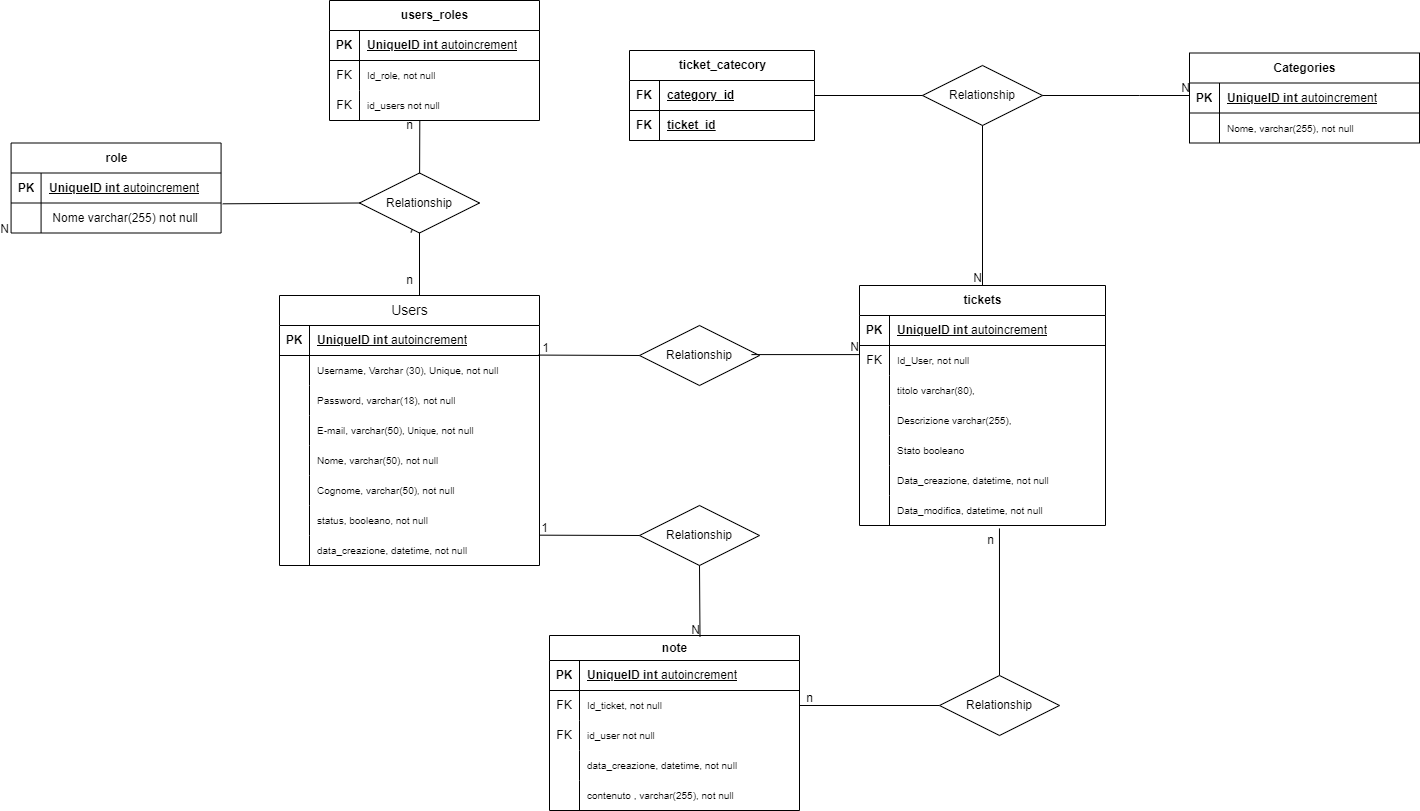 users_roles
PK UniqueID int autoincrement
FK Id_role, not null
FK id_users not null
n
role
PK UniqueID int autoincrement
Nome varchar(255) not null
N
Relationship
n
Users
PK UniqueID int autoincrement
Username, Varchar (30), Unique, not null
Password, varchar(18), not null
E-mail, varchar(50), Unique, not null
Nome, varchar(50), not null
Cognome, varchar(50), not null
status, booleano, not null
data_creazione, datetime, not null
1
Relationship
N
1
Relationship
N
ticket_catecory
FK category_id
FK ticket_id
Relationship
N
Categories
PK UniqueID int autoincrement
Nome, varchar(255), not null
N
tickets
PK UniqueID int autoincrement
FK Id_User, not null
titolo varchar(80),
Descrizione varchar(255),
Stato booleano
Data_creazione, datetime, not null
Data_modifica, datetime, not null
n
Relationship
n
note
PK UniqueID int autoincrement
FK Id_ticket, not null
FK id_user not null
data_creazione, datetime, not null
contenuto , varchar(255), not null